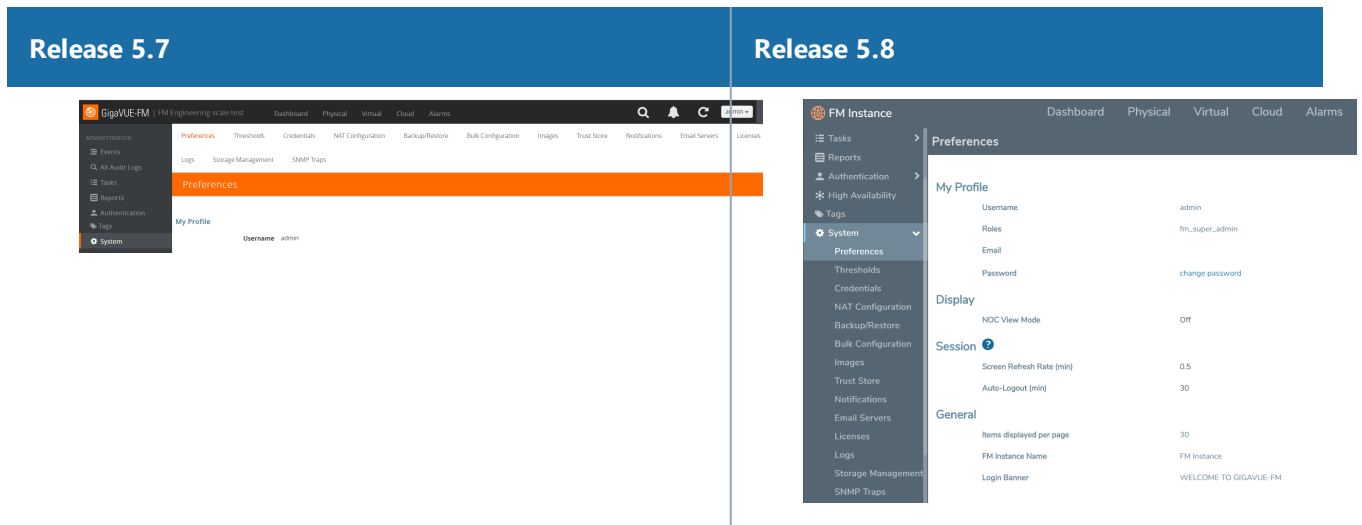 Release 5.7
Release 5.8
GigaVUE-FM | FM Engineering scale test Dashboard Physical Virtual Cloud Alarms
ADMINISTRATION
Events
All Audit Logs
Tasks
Reports
Authentication
Tags
System
Preferences Thresholds Credentials NAT Configuration Backup/Restore Bulk Configuration Images Trust Store Notifications Email Servers Licenses
Logs Storage Management SNMP Traps
Preferences
My Profile
Username admin
FM Instance Dashboard Physical Virtual Cloud Alarms
Tasks
Reports
Authentication
High Availability
Tags
System
Preferences
Thresholds
Credentials
NAT Configuration
Backup/Restore
Bulk Configuration
Images
Trust Store
Notifications
Email Servers
Licenses
Logs
Storage Management
SNMP Traps
Preferences
My Profile
Username admin
Roles fm_super_admin
Email
Password change password
Display
NOC View Mode Off
Session ?
Screen Refresh Rate (min) 0.5
Auto-Logout (min) 30
General
Items displayed per page 30
FM Instance Name FM Instance
Login Banner WELCOME TO GIGAVUE-FM